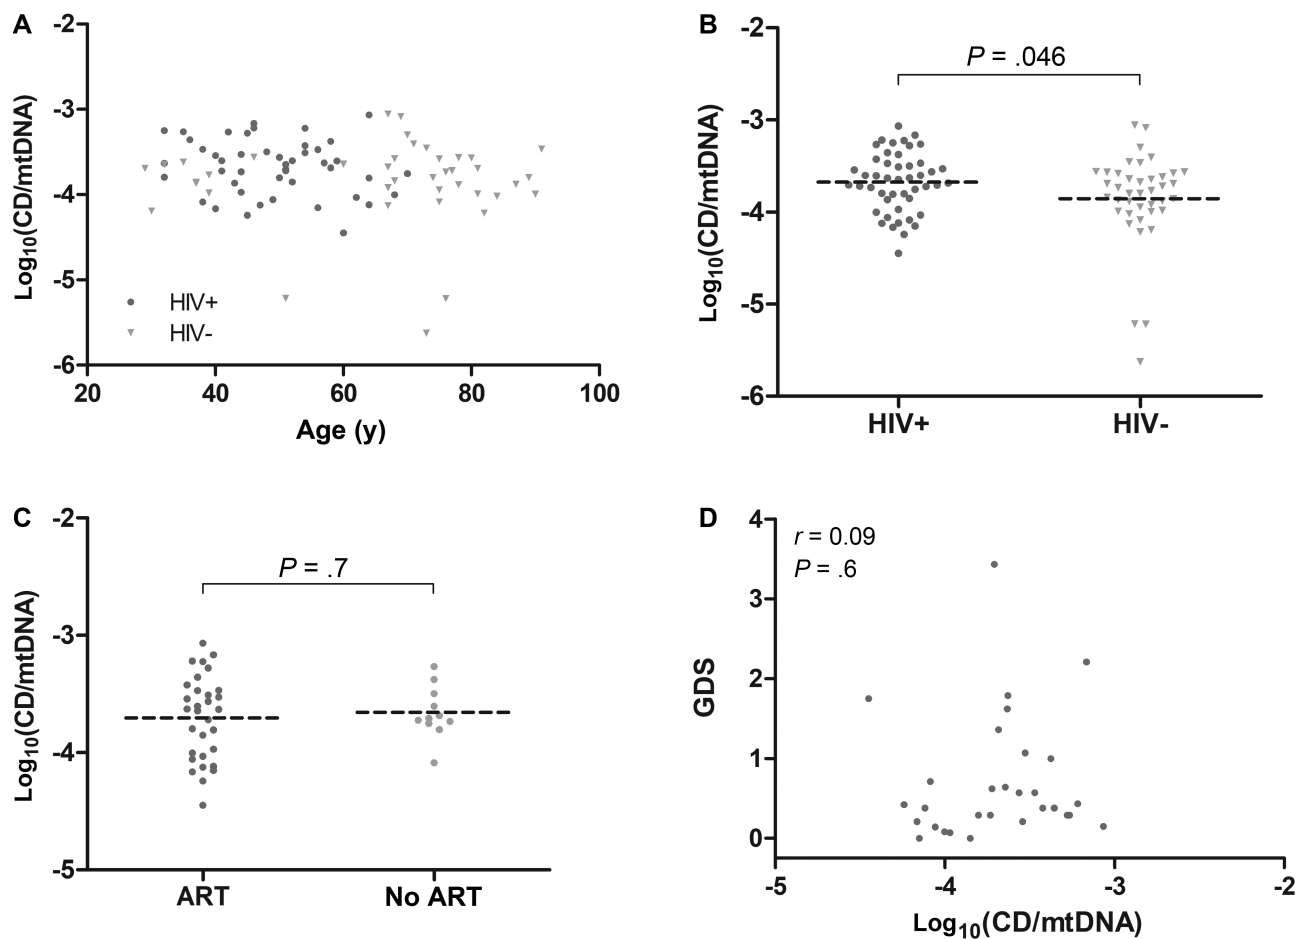 A
-2
-3
-4
-5
-6
Log10(CD/mtDNA)
HIV+
HIV-
20 40 60 80 100
Age (y)
B
P = .046
-2
-3
-4
-5
-6
Log10(CD/mtDNA)
HIV+ HIV-
C
P = .7
-2
-3
-4
-5
Log10(CD/mtDNA)
ART No ART
D
r = 0.09
P = .6
4
3
2
1
0
GDS
-5 -4 -3 -2
Log10(CD/mtDNA)